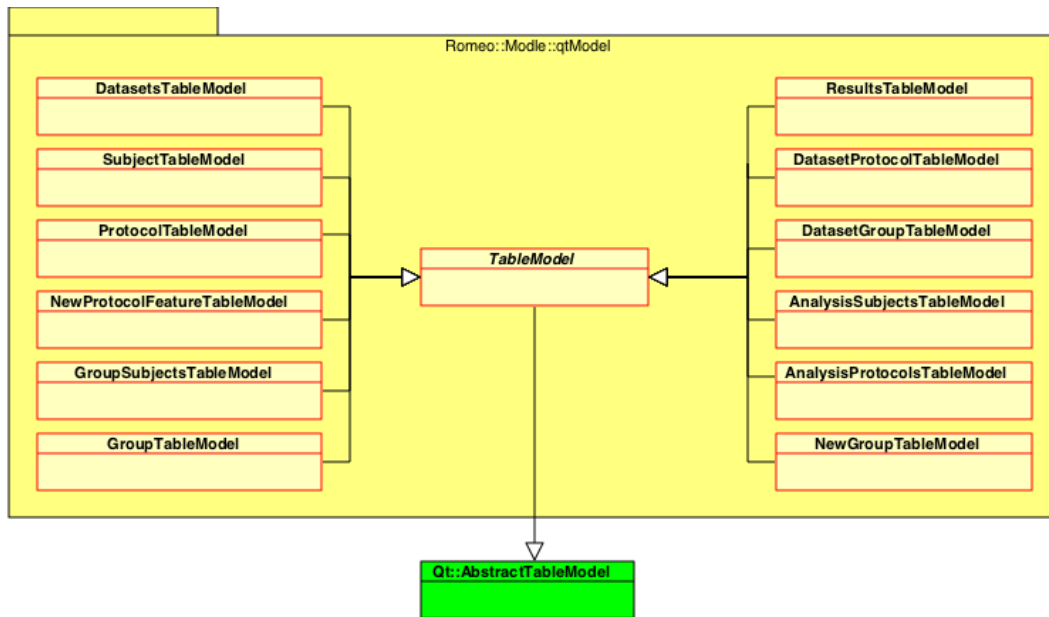 Romeo::Modle::qtModel
DatasetsTableModel
SubjectTableModel
ProtocolTableModel
NewProtocolFeatureTableModel
GroupSubjectsTableModel
GroupTableModel
TableModel
ResultsTableModel
DatasetProtocolTableModel
DatasetGroupTableModel
AnalysisSubjectsTableModel
AnalysisProtocolsTableModel
NewGroupTableModel
Qt::AbstractTableModel